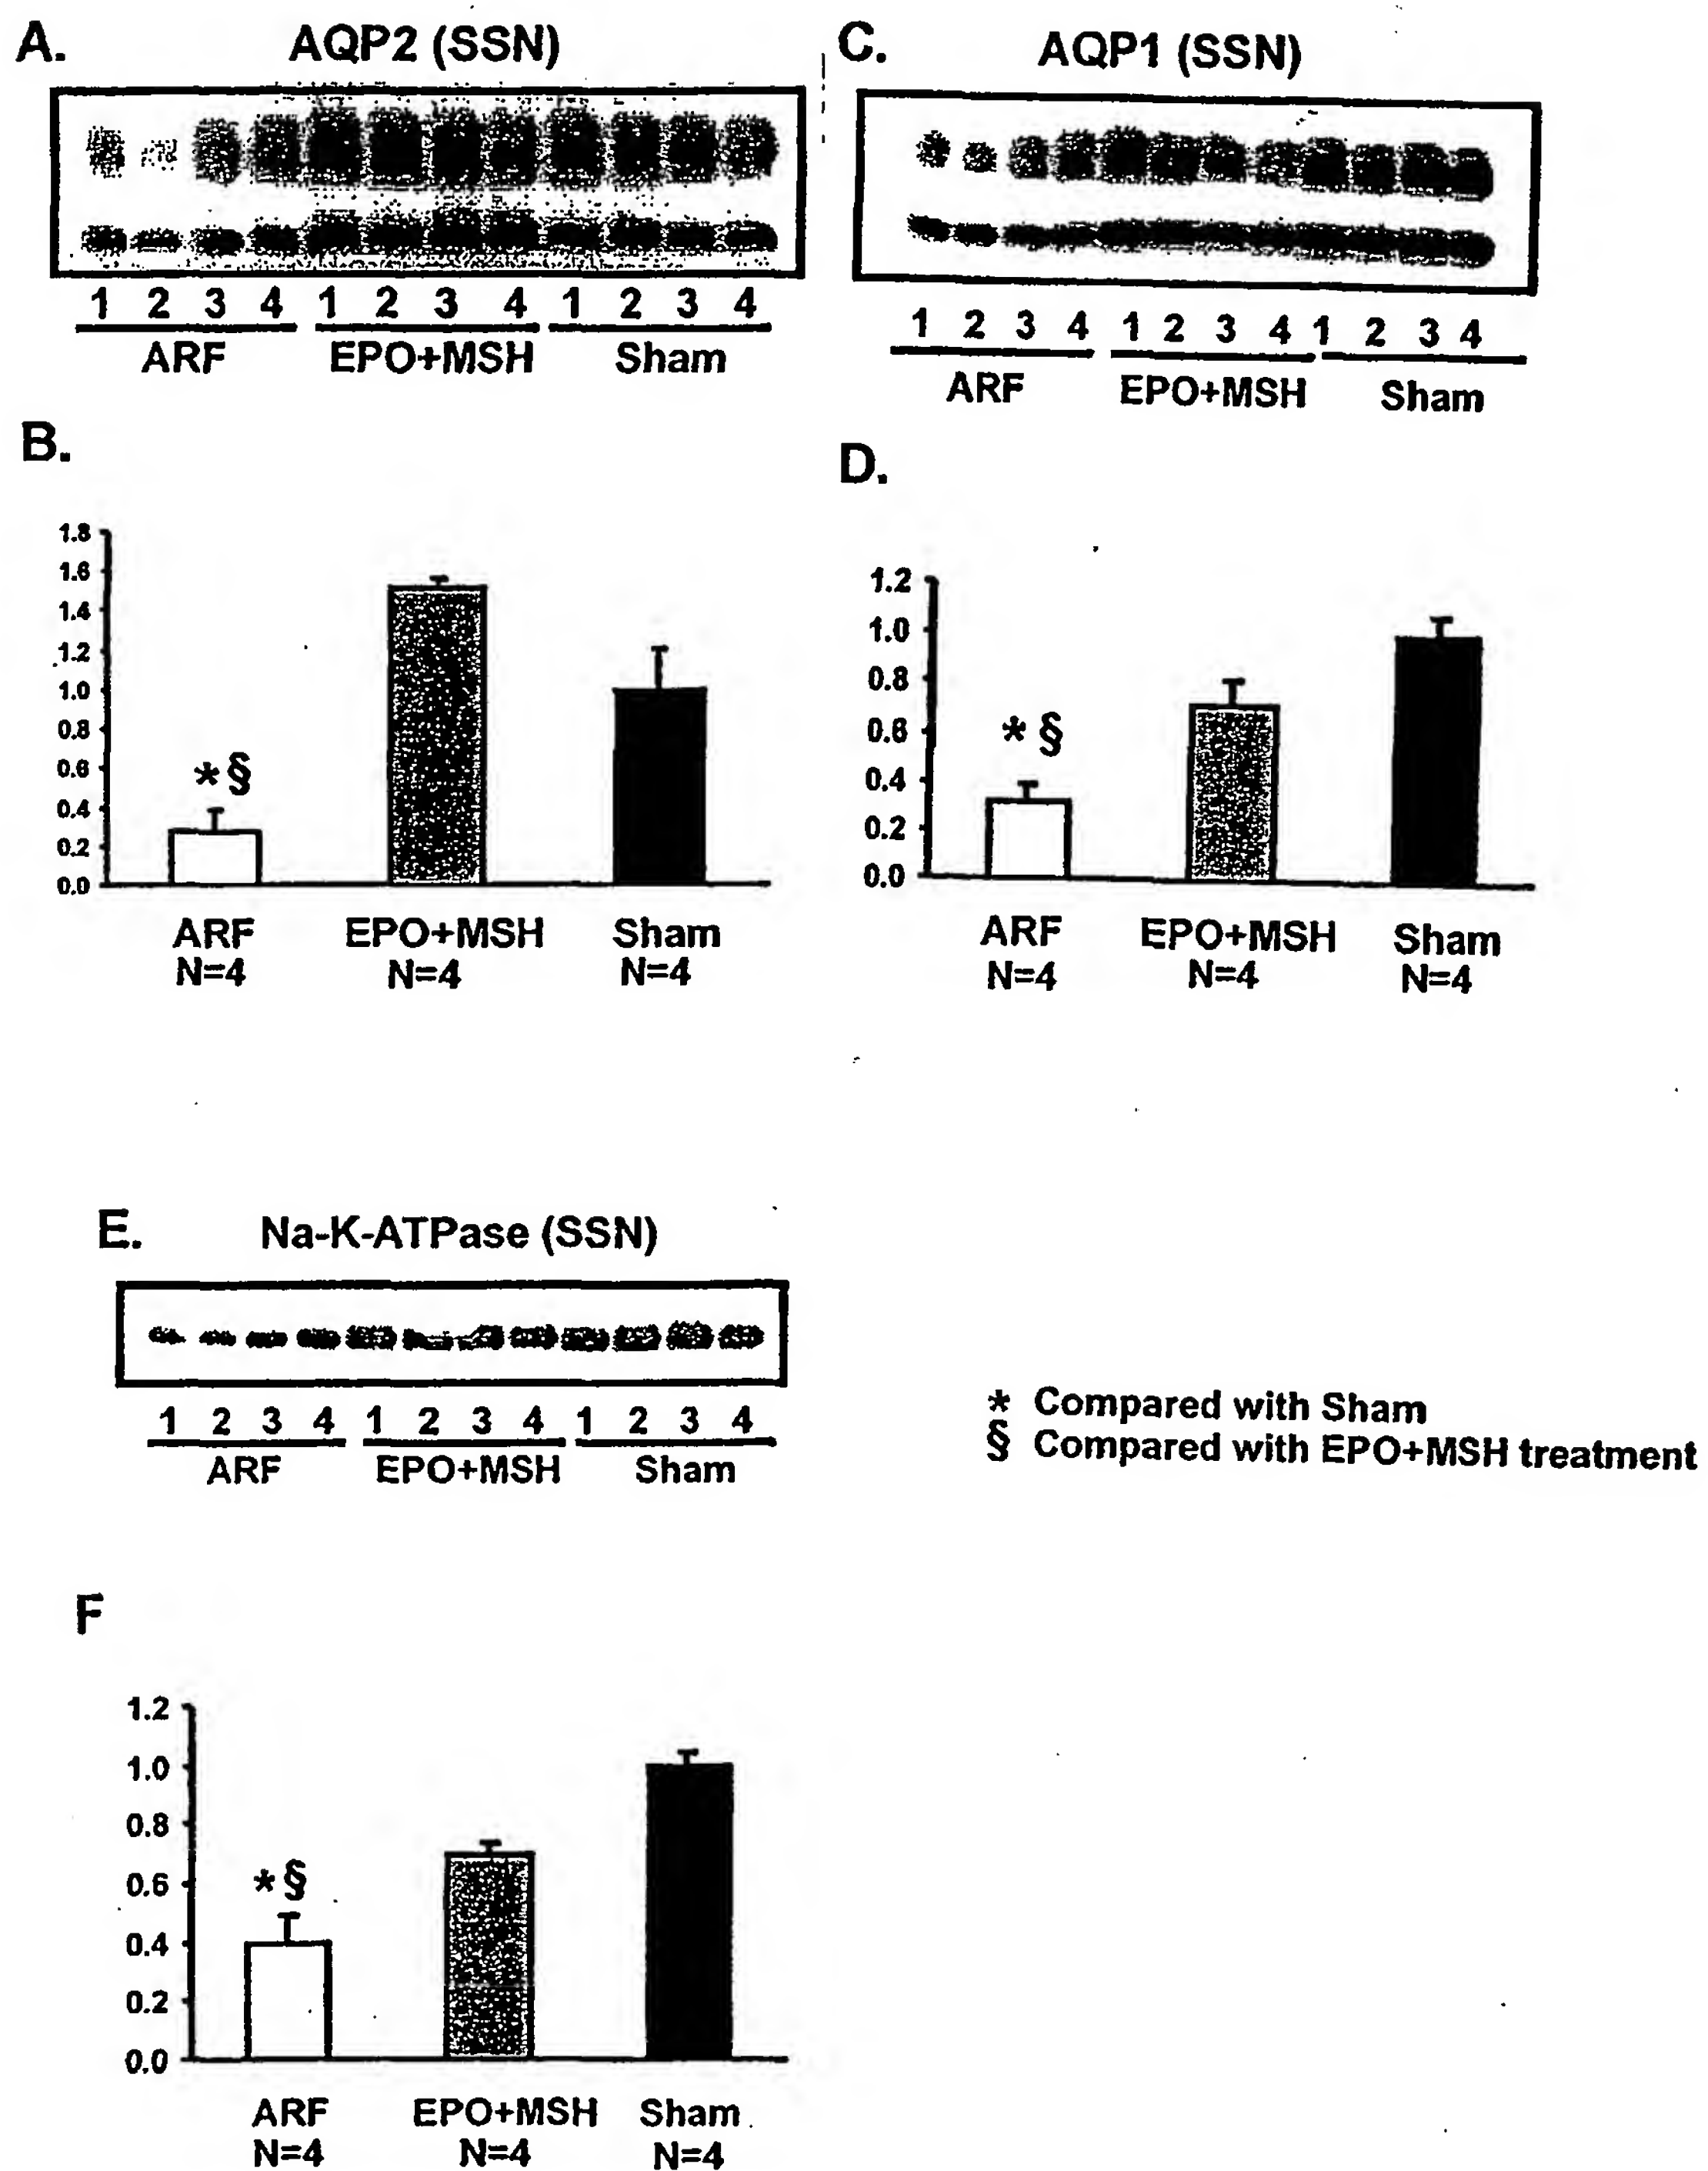 A.
AQP2 (SSN)
1 2 3 4 1 2 3 4 1 2 3 4
ARF EPO+MSH Sham
C.
AQP1 (SSN)
1 2 3 4 1 2 3 4 1 2 3 4
ARF EPO+MSH Sham
B.
1.8
1.6
1.4
1.2
1.0
0.8
0.6
0.4
0.2
0.0
*§
ARF EPO+MSH Sham
N=4 N=4 N=4
D.
1.2
1.0
0.8
0.6
0.4
0.2
0.0
* §
ARF EPO+MSH Sham
N=4 N=4 N=4
E.
Na-K-ATPase (SSN)
1 2 3 4 1 2 3 4 1 2 3 4
ARF EPO+MSH Sham
* Compared with Sham
§ Compared with EPO+MSH treatment
F
1.2
1.0
0.8
0.6
0.4
0.2
0.0
*§
ARF EPO+MSH Sham
N=4 N=4 N=4